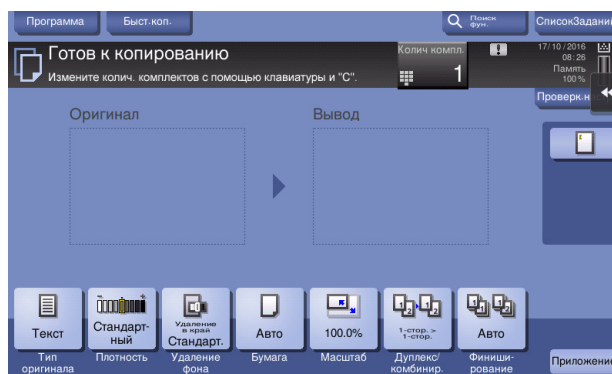 Программа
Быст.коп.
Поиск
фун.
СписокЗадани
Готов к копированию
Измените колич. комплектов с помощью клавиатуры и "C".
Колич компл.
1
17/10/2016
08:26
Память
100%
Проверк.н
Оригинал
Вывод
Текст
Стандарт-
ный
Удаление
в край
Стандарт.
Авто
100.0%
1-стор. >
1-стор.
Авто
Тип
оригинала
Плотность
Удаление
фона
Бумага
Масштаб
Дуплекс/
комбинир.
Финиши-
рование
Приложение